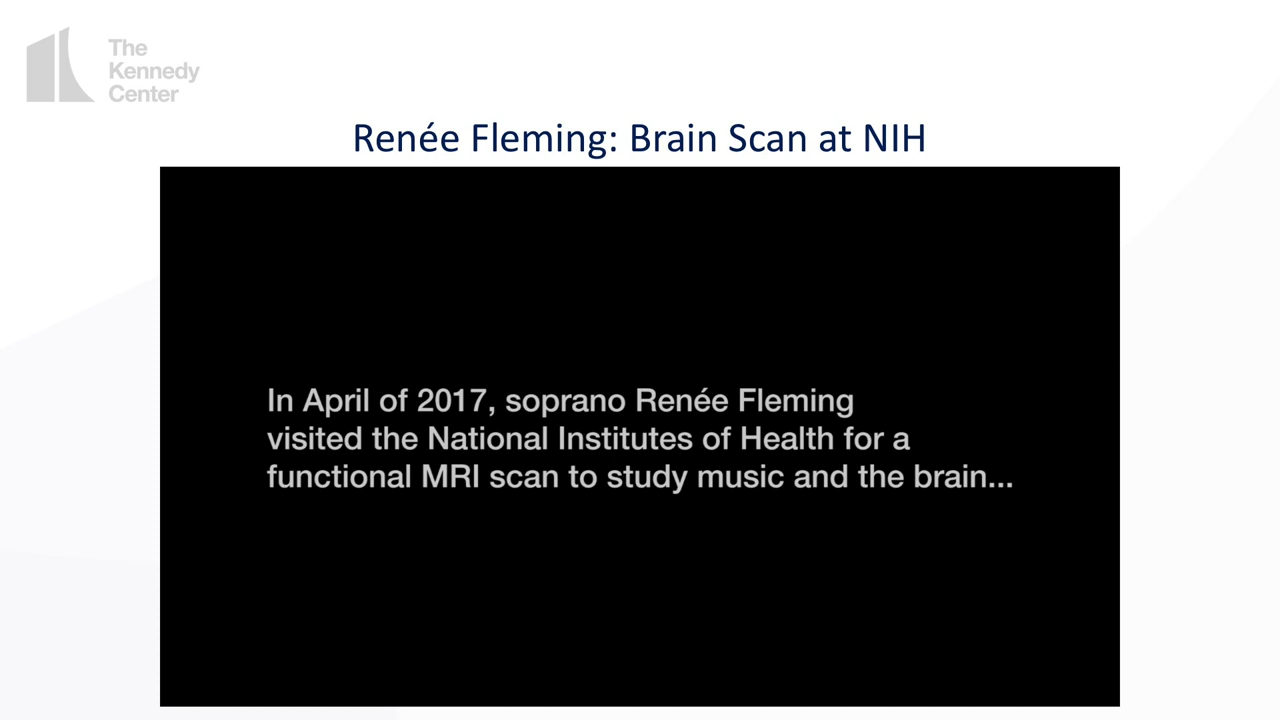 The
Kennedy
Center
Renée Fleming: Brain Scan at NIH
In April of 2017, soprano Renée Fleming
visited the National Institutes of Health for a
functional MRI scan to study music and the brain...